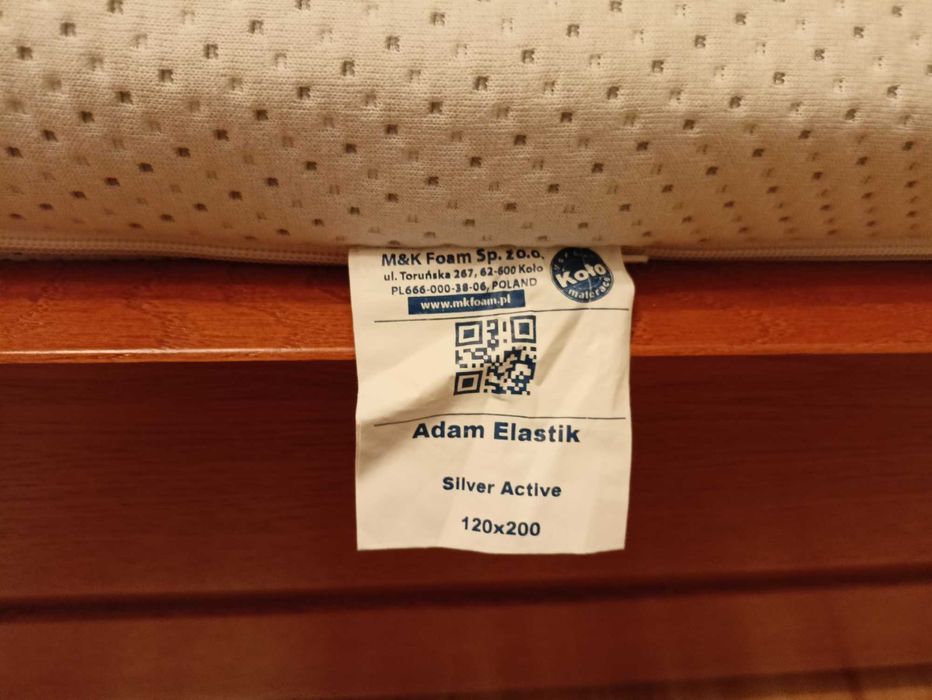 M&K Foam Sp. z o.o.
ul. Toruńska 267, 62-600 Koło
PL666-000-38-06, POLAND
www.mkfoam.pl
Koło
materace
Adam Elastik
Silver Active
120x200